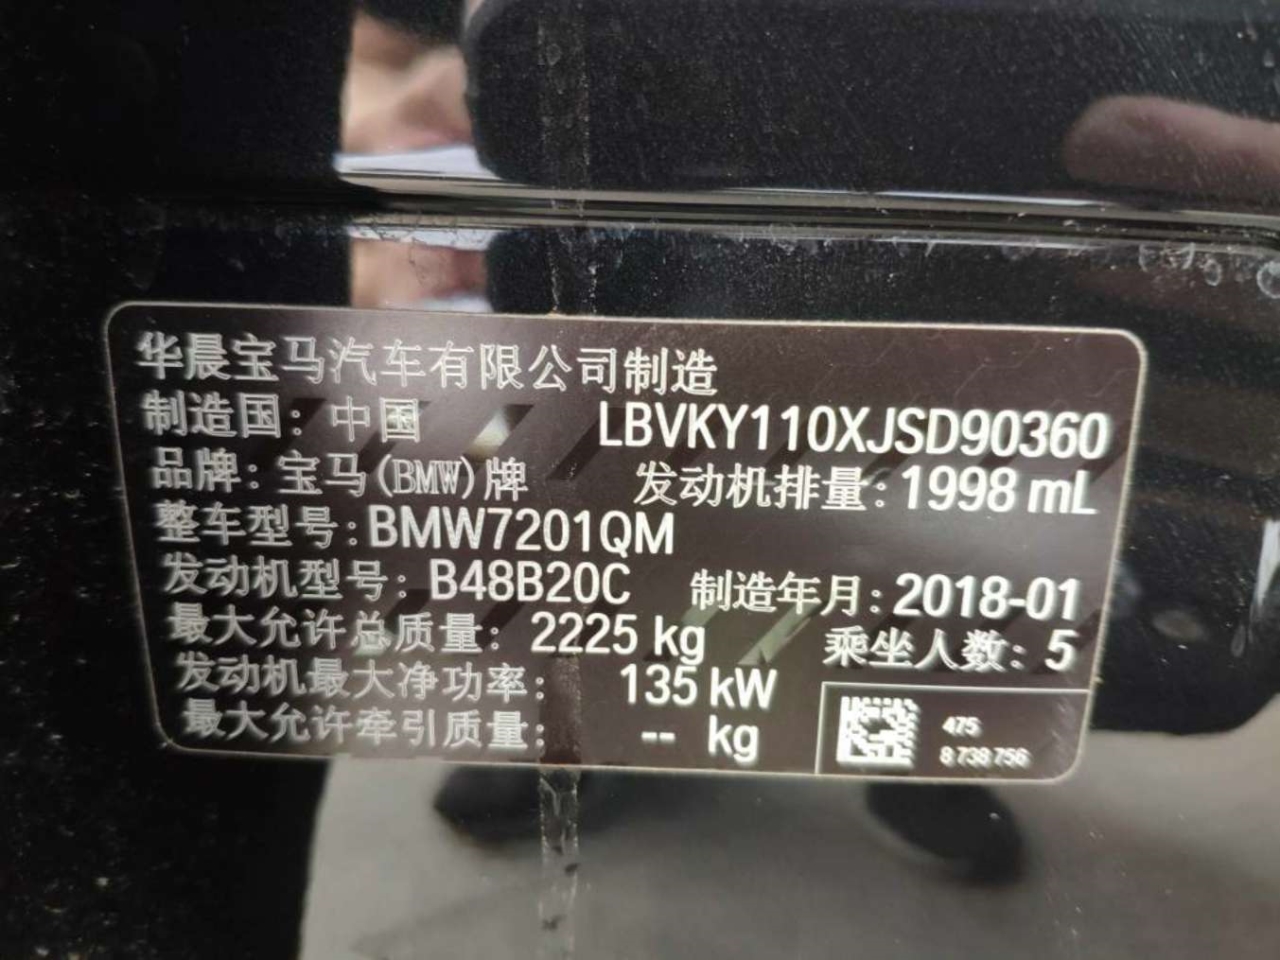 华晨宝马汽车有限公司制造
制造国: 中国 LBVKY110XJSD90360
品牌: 宝马(BMW)牌 发动机排量: 1998 mL
整车型号: BMW7201QM
发动机型号: B48B20C 制造年月: 2018-01
最大允许总质量: 2225 kg 乘坐人数: 5
发动机最大净功率: 135 kW
最大允许牵引质量: -- kg
475
8 738 756